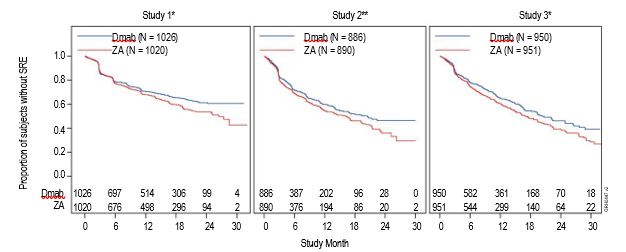 Study 1* Study 2** Study 3*
Dmab (N = 1026) Dmab (N = 886) Dmab (N = 950)
ZA (N = 1020) ZA (N = 890) ZA (N = 951)
Proportion of subjects without SRE
1.0
0.8
0.6
0.4
0.2
0.0
Dmab 1026 697 514 306 99 4 886 387 202 96 28 0 950 582 361 168 70 18
ZA 1020 676 498 296 94 2 890 376 194 86 20 2 951 544 299 140 64 22
0 6 12 18 24 30 0 6 12 18 24 30 0 6 12 18 24 30
Study Month